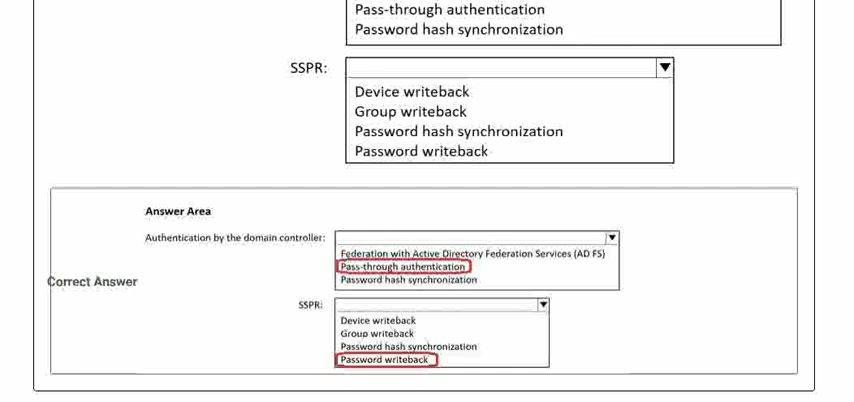 Pass-through authentication
Password hash synchronization
SSPR:
Device writeback
Group writeback
Password hash synchronization
Password writeback
Answer Area
Authentication by the domain controller:
Federation with Active Directory Federation Services (AD FS)
Pass-through authentication
Correct Answer
Password hash synchronization
SSPR:
Device writeback
Group writeback
Password hash synchronization
Password writeback